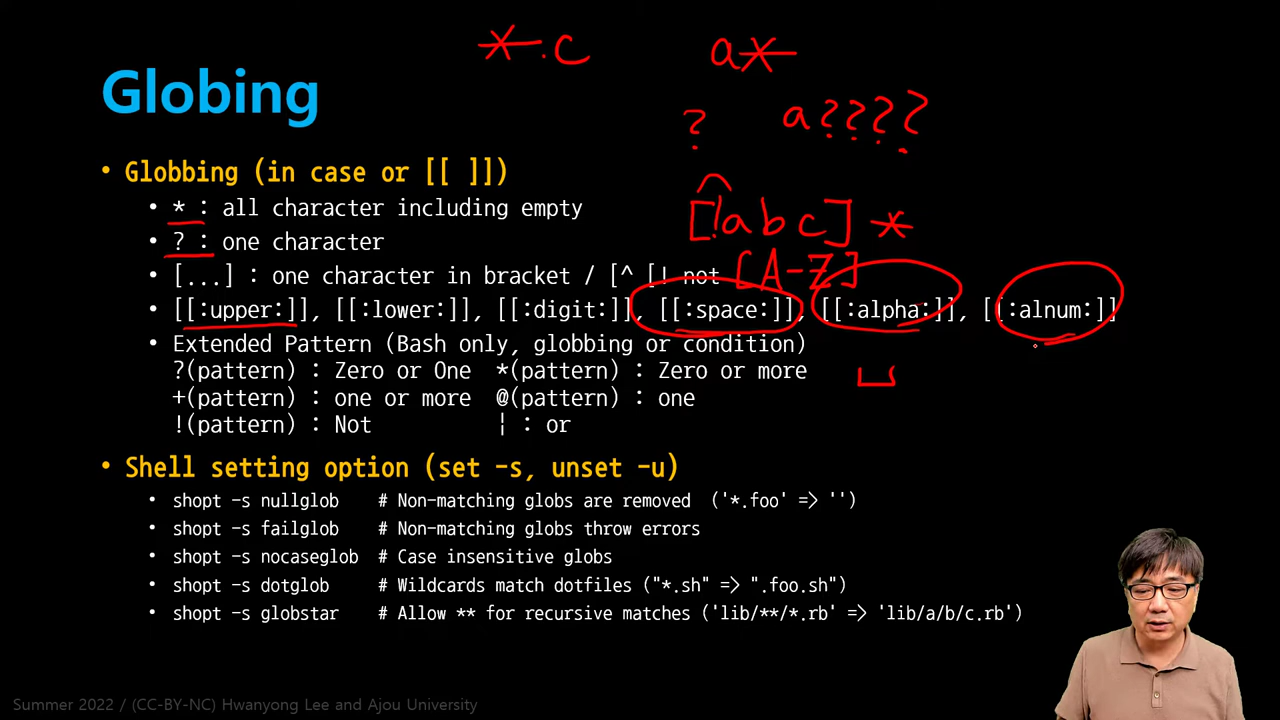 *.c a*
Globing
? a????
Globbing (in case or [[ ]])
* : all character including empty
[!abc]*
^
? : one character
[...] : one character in bracket / [^ [! not
[A-Z]
[[:upper:]], [[:lower:]], [[:digit:]], [[:space:]], [[:alpha:]], [[:alnum:]]
Extended Pattern (Bash only, globbing or condition)
?(pattern) : Zero or One *(pattern) : Zero or more
+(pattern) : one or more @(pattern) : one
!(pattern) : Not ¦ : or
Shell setting option (set -s, unset -u)
shopt -s nullglob # Non-matching globs are removed ('*.foo' => '')
shopt -s failglob # Non-matching globs throw errors
shopt -s nocaseglob # Case insensitive globs
shopt -s dotglob # Wildcards match dotfiles ("*.sh" => ".foo.sh")
shopt -s globstar # Allow ** for recursive matches ('lib/**/*.rb' => 'lib/a/b/c.rb')
Summer 2022 / (CC-BY-NC) Hwanyong Lee and Ajou University